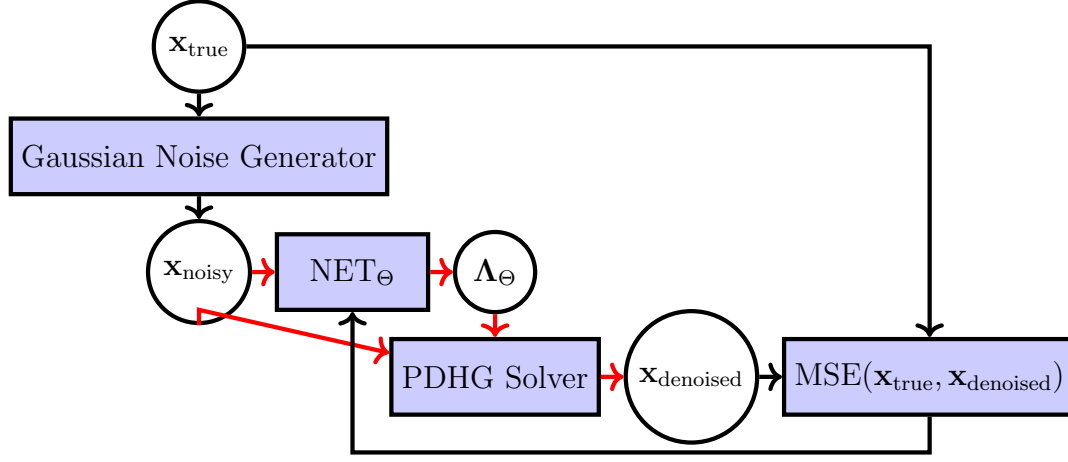 x_true
Gaussian Noise Generator
x_noisy
NET_Θ
Λ_Θ
PDHG Solver
x_denoised
MSE(x_true, x_denoised)